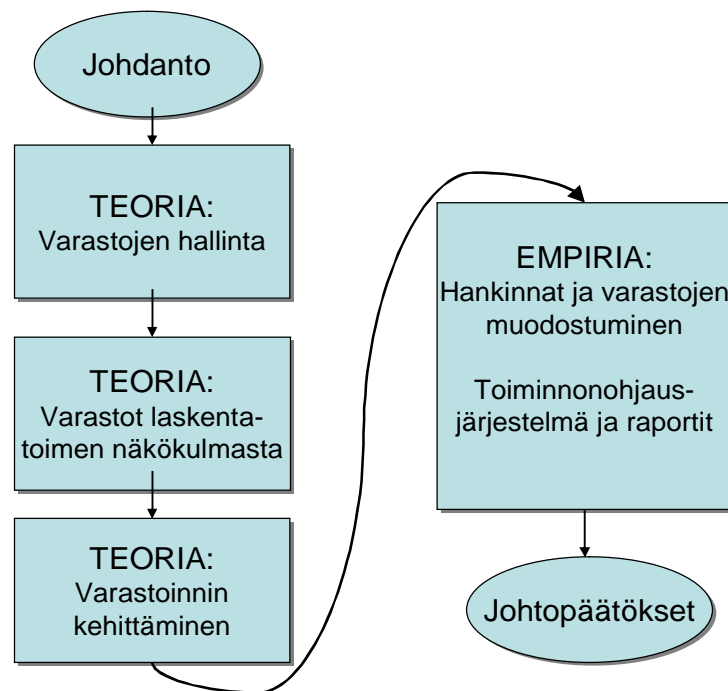 Johdanto
TEORIA:
Varastojen hallinta
TEORIA:
Varastot laskenta-
toimen näkökulmasta
TEORIA:
Varastoinnin
kehittäminen
EMPIRIA:
Hankinnat ja varastojen
muodostuminen
Toiminnonohjaus-
järjestelmä ja raportit
Johtopäätökset